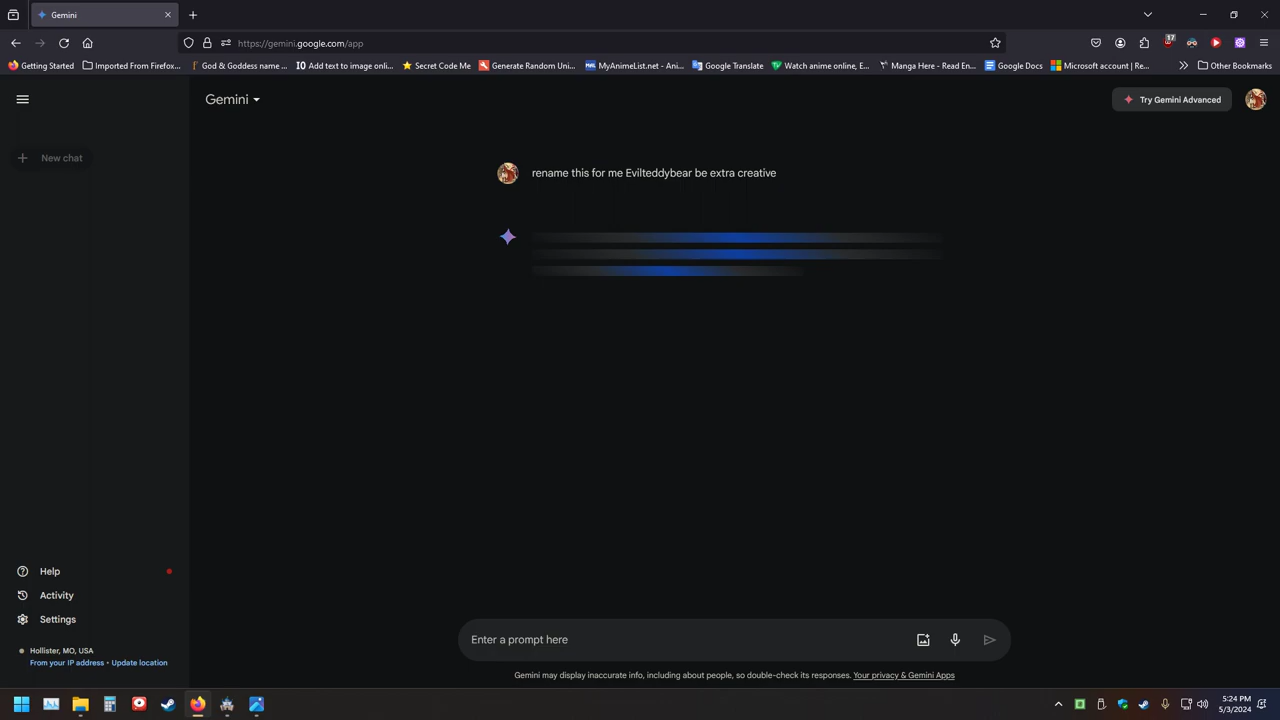 Gemini
https://gemini.google.com/app
17
Getting Started
Imported From Firefox...
God & Goddess name ...
Add text to image onli...
Secret Code Me
Generate Random Uni...
MyAnimeList.net - Ani...
Google Translate
Watch anime online, E...
Manga Here - Read En...
Google Docs
Microsoft account | Re...
Other Bookmarks
Gemini
Try Gemini Advanced
New chat
rename this for me Evilteddybear be extra creative
Help
Activity
Settings
Hollister, MO, USA
From your IP address • Update location
Enter a prompt here
Gemini may display inaccurate info, including about people, so double-check its responses. Your privacy & Gemini Apps
5:24 PM
5/3/2024